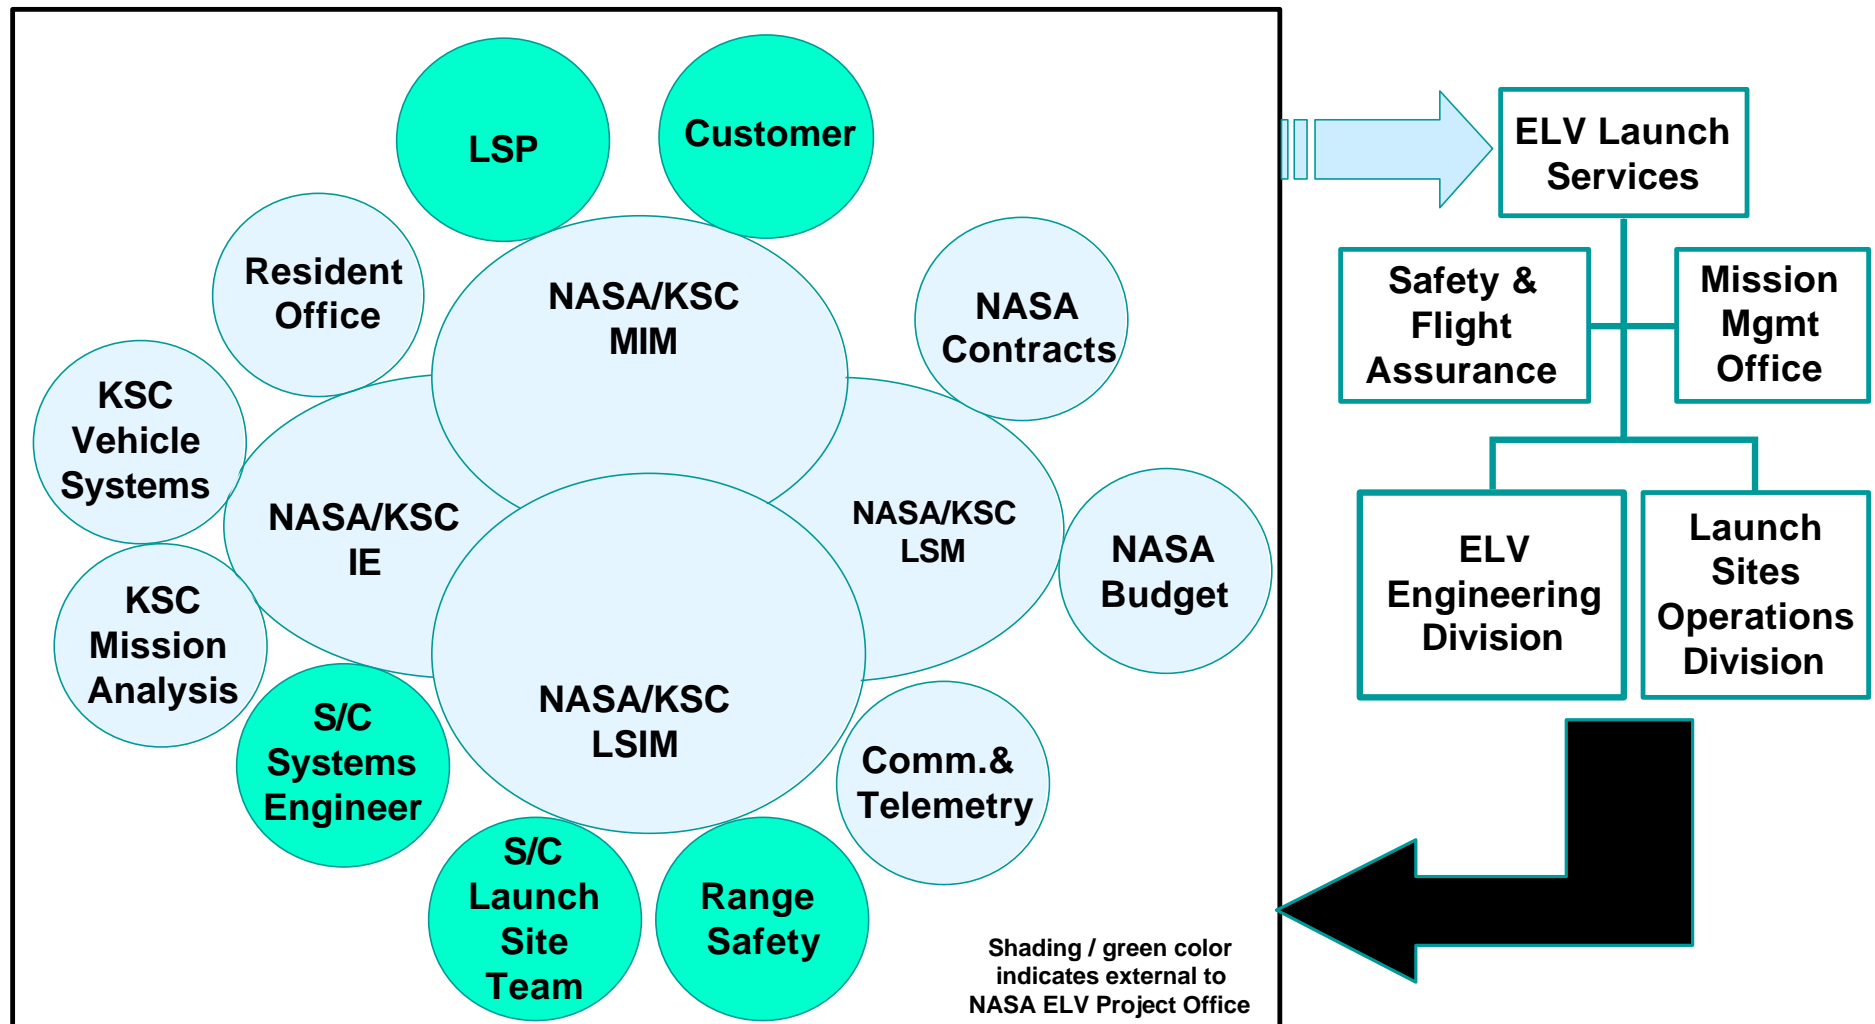 LSP
Customer
Resident
Office
NASA/KSC
MIM
NASA
Contracts
KSC
Vehicle
Systems
NASA/KSC
IE
NASA/KSC
LSM
NASA
Budget
KSC
Mission
Analysis
NASA/KSC
LSIM
S/C
Systems
Engineer
Comm.&
Telemetry
S/C
Launch
Site
Team
Range
Safety
Shading / green color
indicates external to
NASA ELV Project Office
ELV Launch
Services
Safety &
Flight
Assurance
Mission
Mgmt
Office
ELV
Engineering
Division
Launch
Sites
Operations
Division